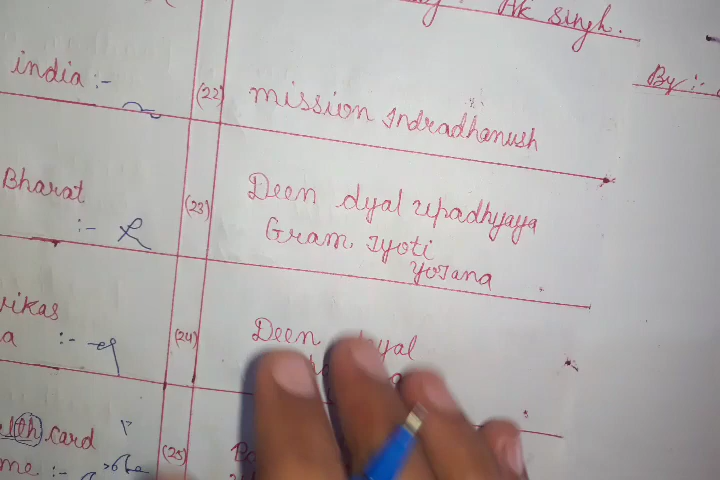 Ak singh.
By :-
india :-
(22) mission Indradhanush
Bharat
:-
(23) Deen dyal upadhyaya
Gram. Jyoti
yoJana
vikas
:-
(24) Deen dyal
card
:-
(25)